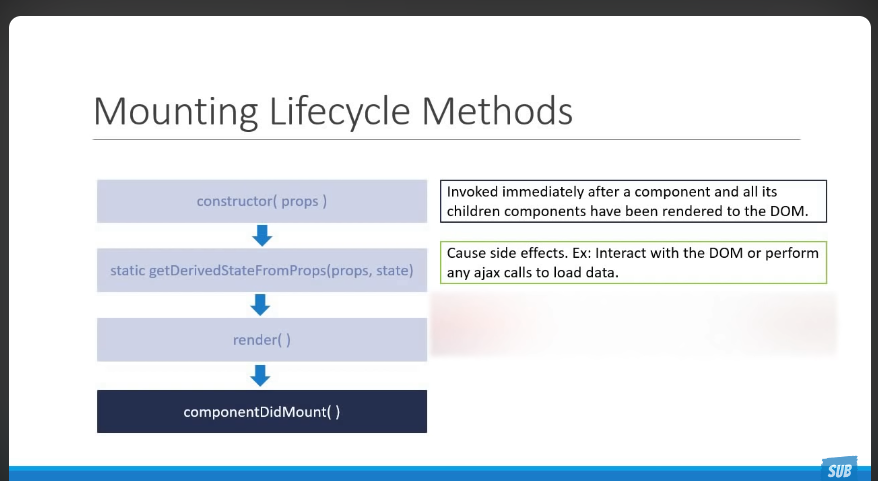 Mounting Lifecycle Methods
constructor( props )
Invoked immediately after a component and all its
children components have been rendered to the DOM.
static getDerivedStateFromProps(props, state)
Cause side effects. Ex: Interact with the DOM or perform
any ajax calls to load data.
render( )
componentDidMount( )
SUB